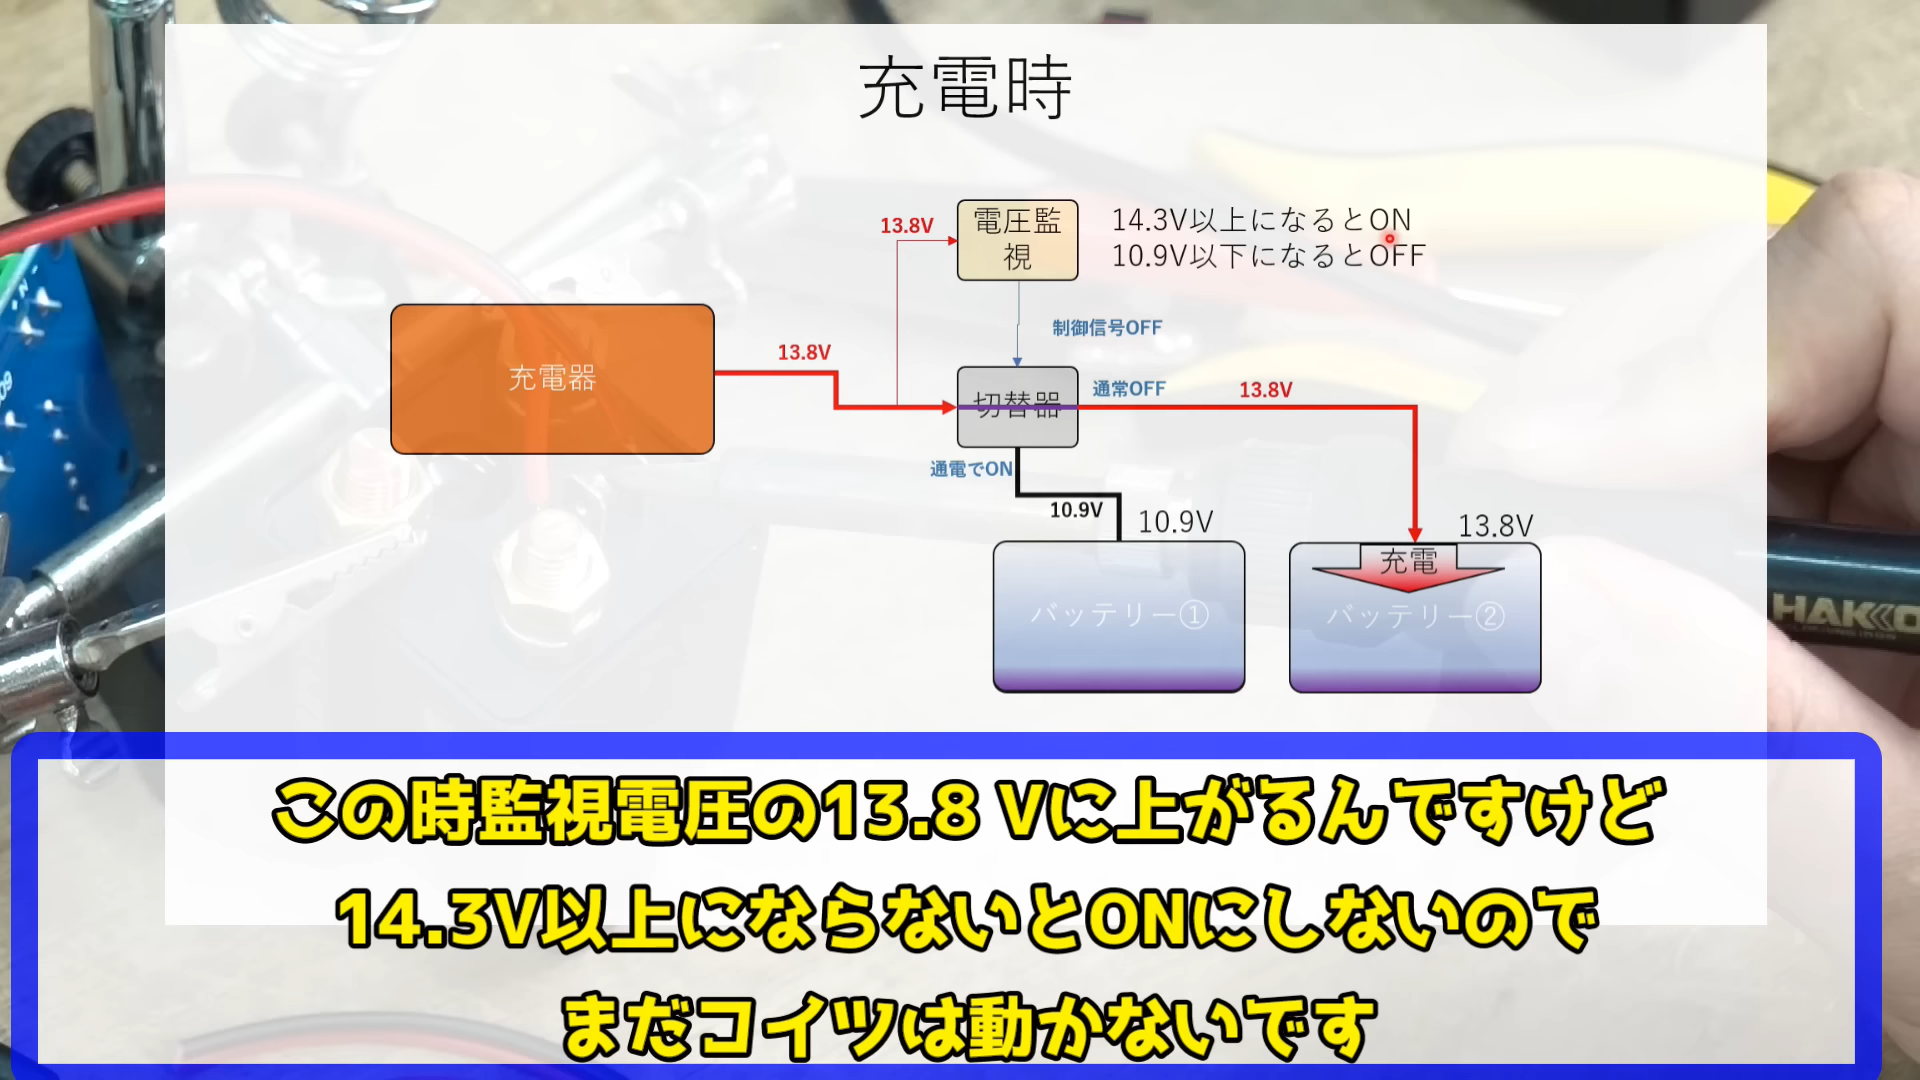 充電時
13.8V
電圧監
視
14.3V以上になるとON
10.9V以下になるとOFF
制御信号OFF
充電器
13.8V
切替器
通常OFF
13.8V
通電でON
10.9V
10.9V
13.8V
充電
バッテリー①
バッテリー②
HAKKO
この時監視電圧の13.8 Vに上がるんですけど
14.3V以上にならないとONにしないので
まだコイツは動かないです